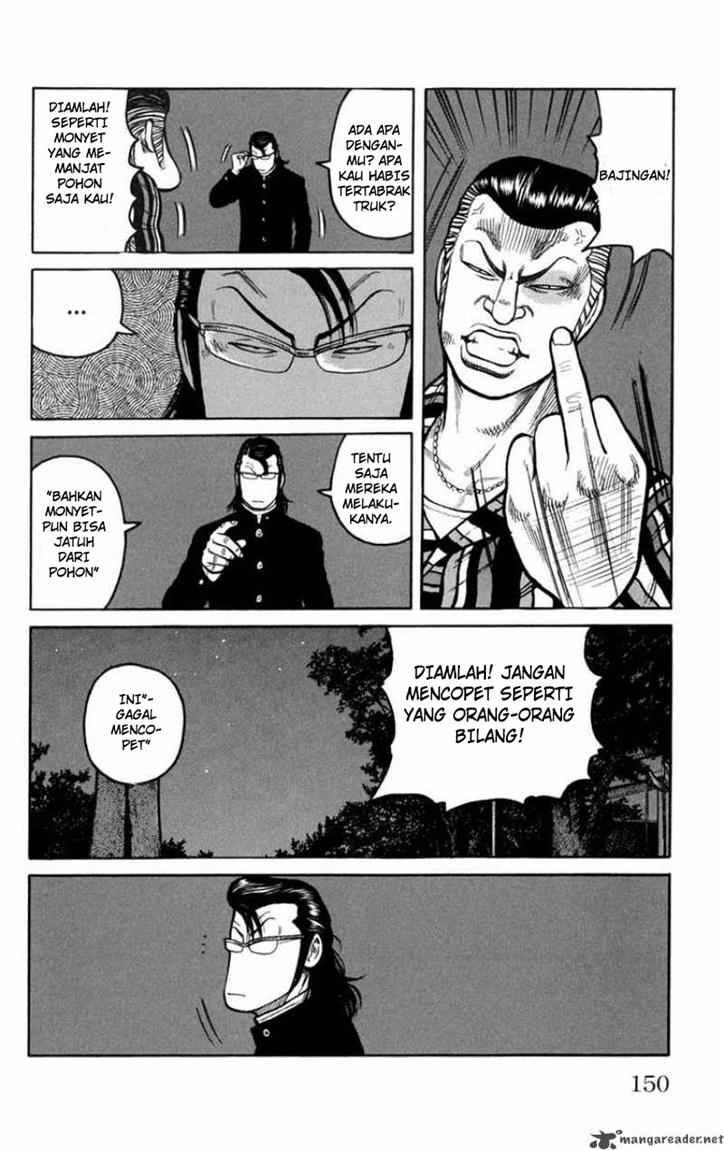 BAJINGAN!
ADA APA
DENGAN-
MU? APA
KAU HABIS
TERTABRAK
TRUK?
DIAMLAH!
SEPERTI
MONYET
YANG ME-
MANJAT
POHON
SAJA KAU!
...
TENTU
SAJA
MEREKA
MELAKU-
KANYA.
"BAHKAN
MONYET-
PUN BISA
JATUH
DARI
POHON"
DIAMLAH! JANGAN
MENCOPET SEPERTI
YANG ORANG-ORANG
BILANG!
INI"-
GAGAL
MENCO-
PET"
...
150
mangareader.net